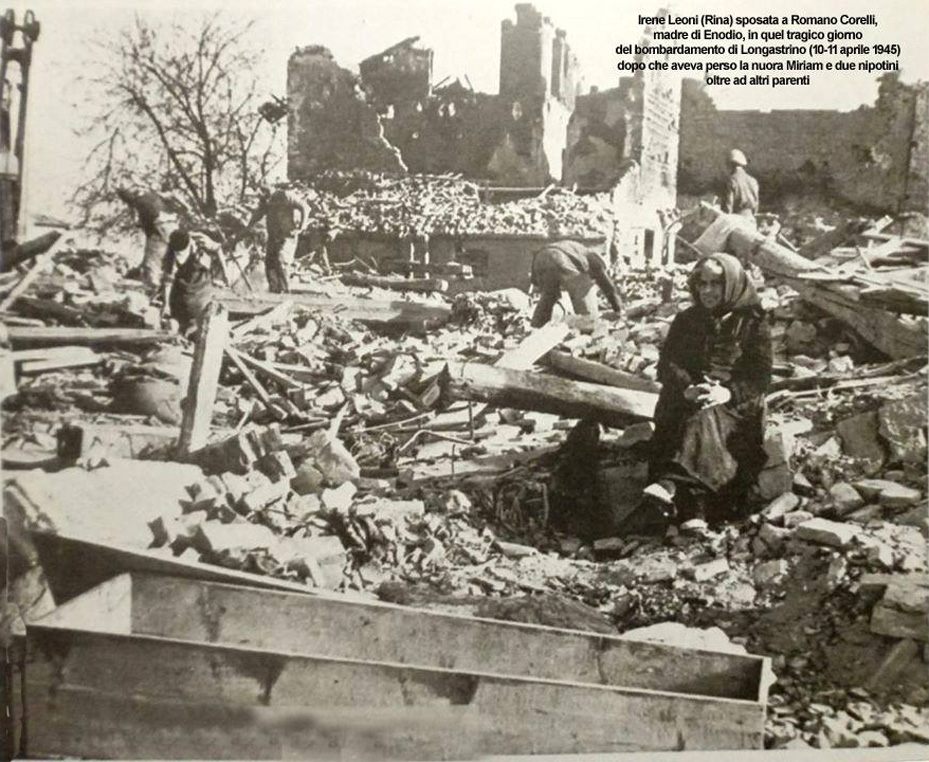 Irene Leoni (Rina) sposata a Romano Corelli,
madre di Enodio, in quel tragico giorno
del bombardamento di Longastrino (10-11 aprile 1945)
dopo che aveva perso la nuora Miriam e due nipotini
oltre ad altri parenti